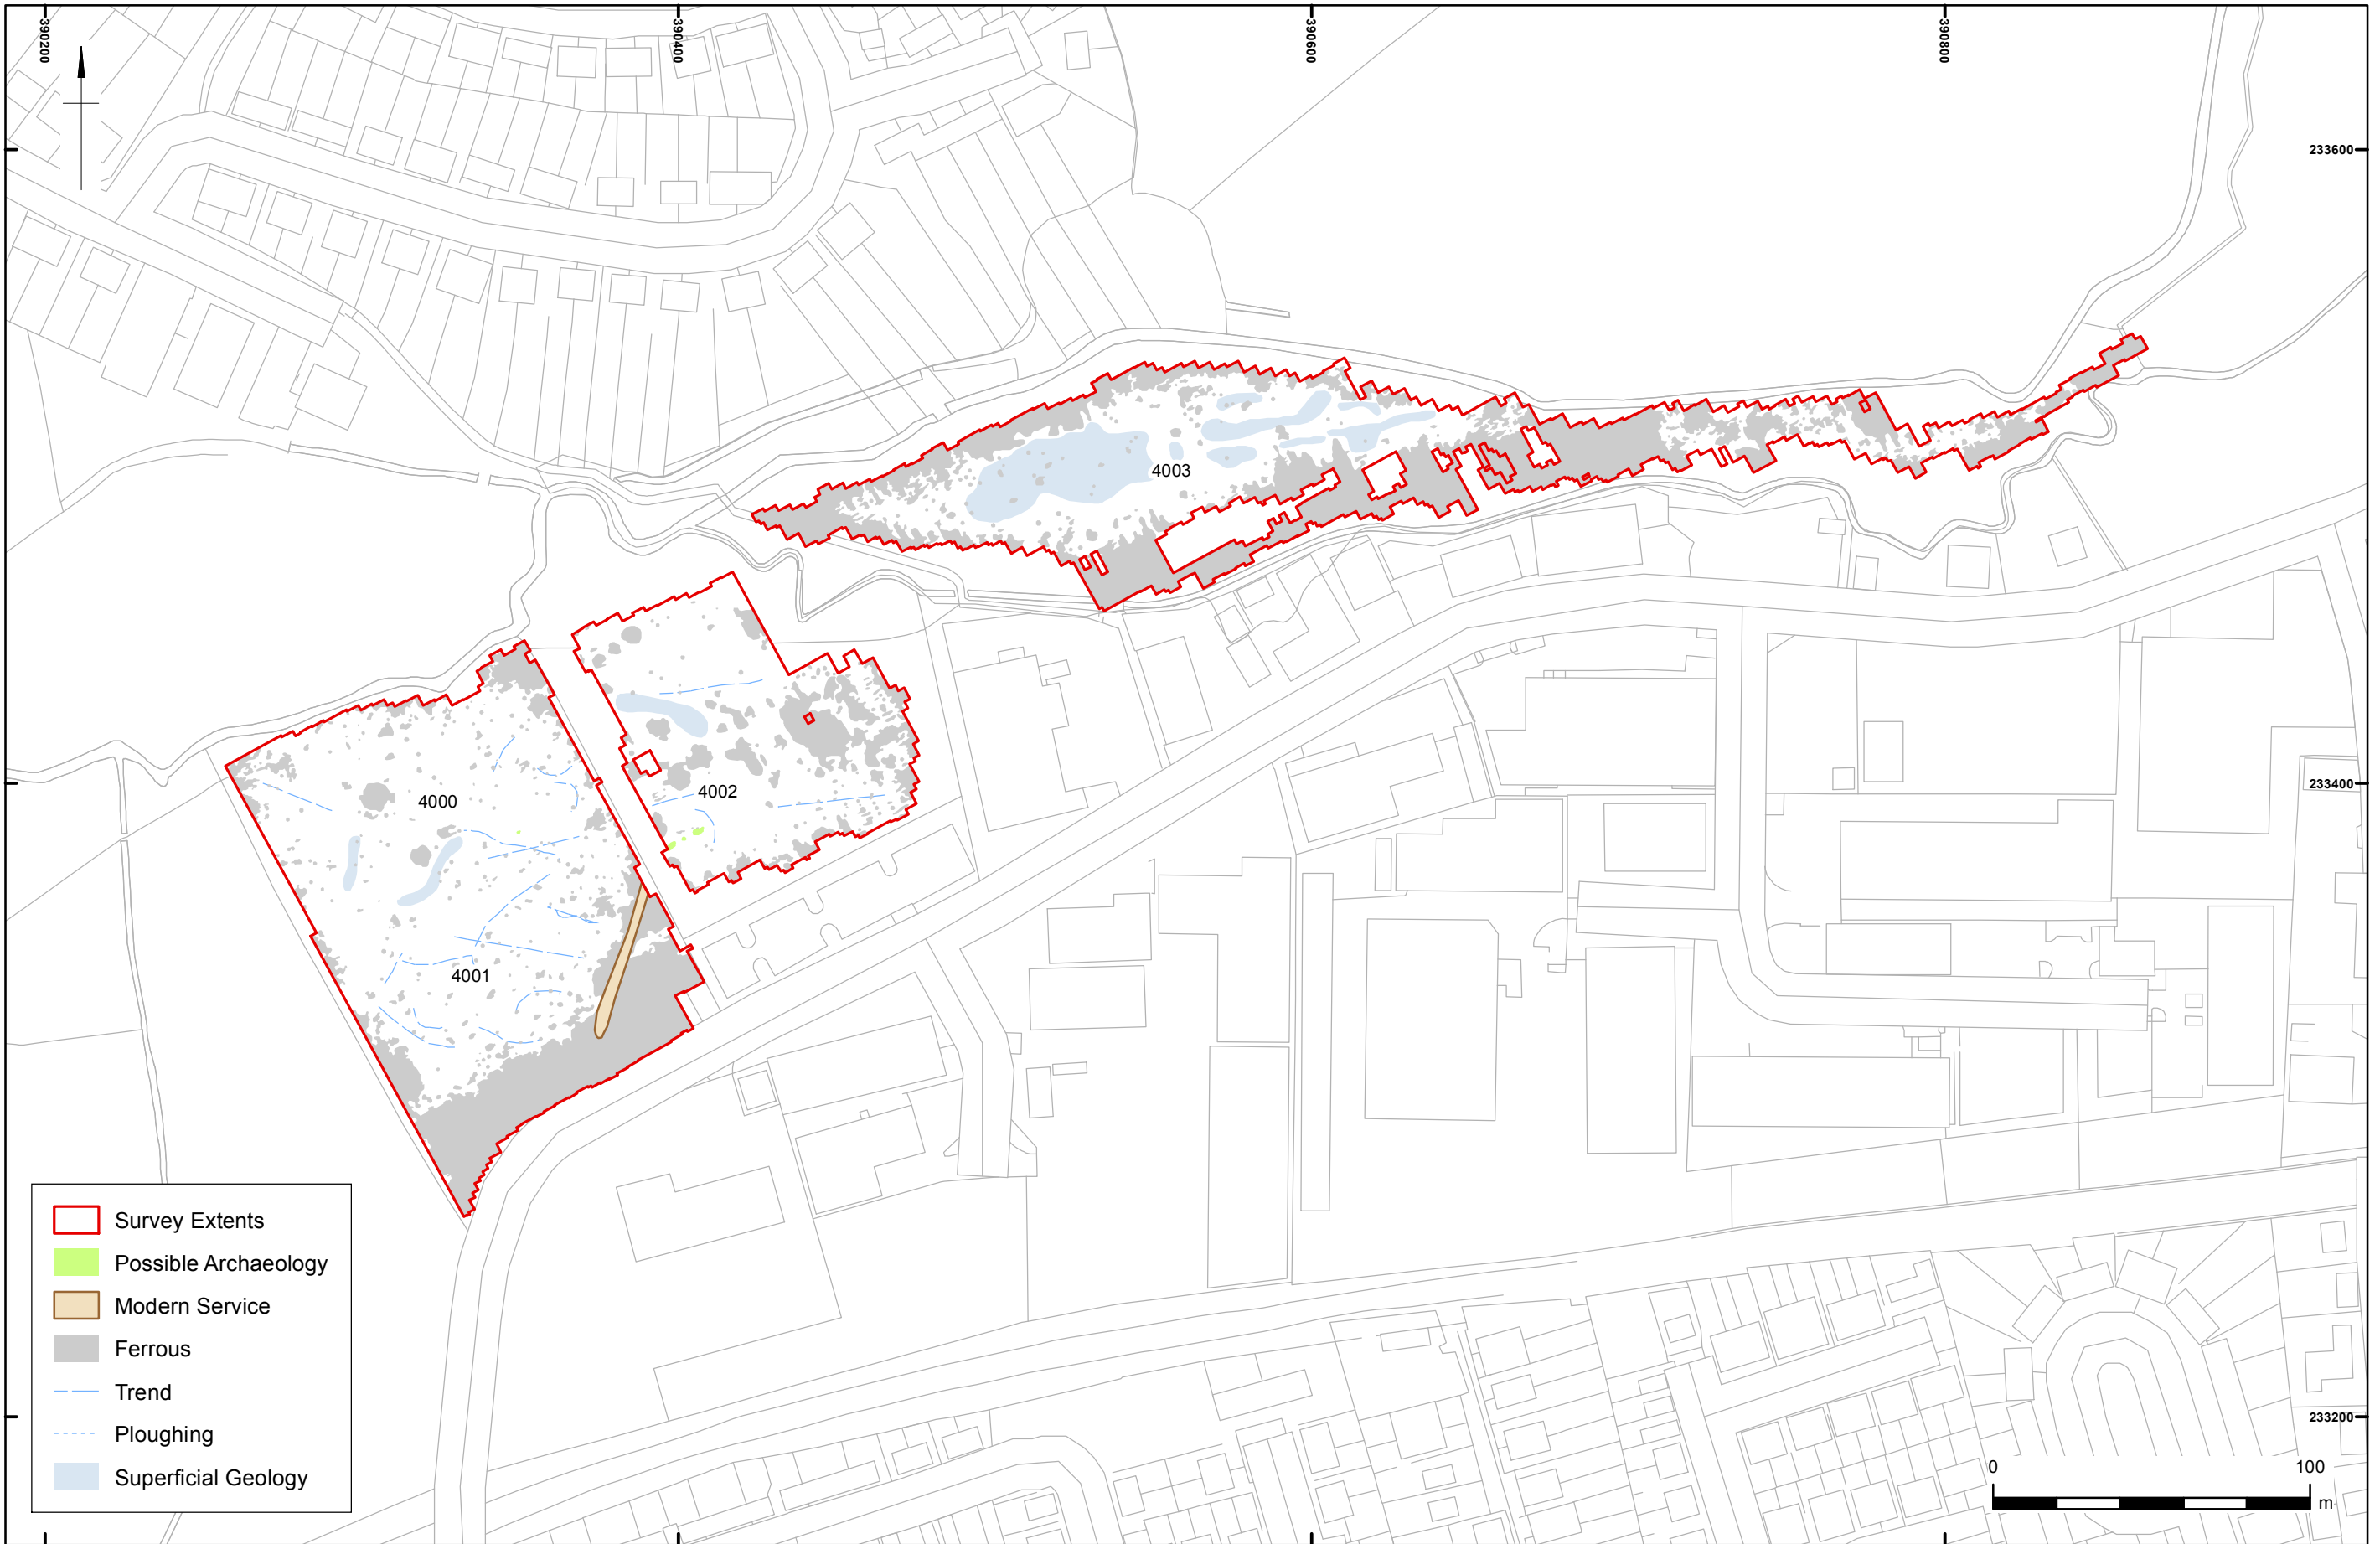 390200
390400
390600
390800
233600
4003
4000
4002
233400
4001
Survey Extents
Possible Archaeology
Modern Service
Ferrous
Trend
Ploughing
Superficial Geology
233200
0
100
m